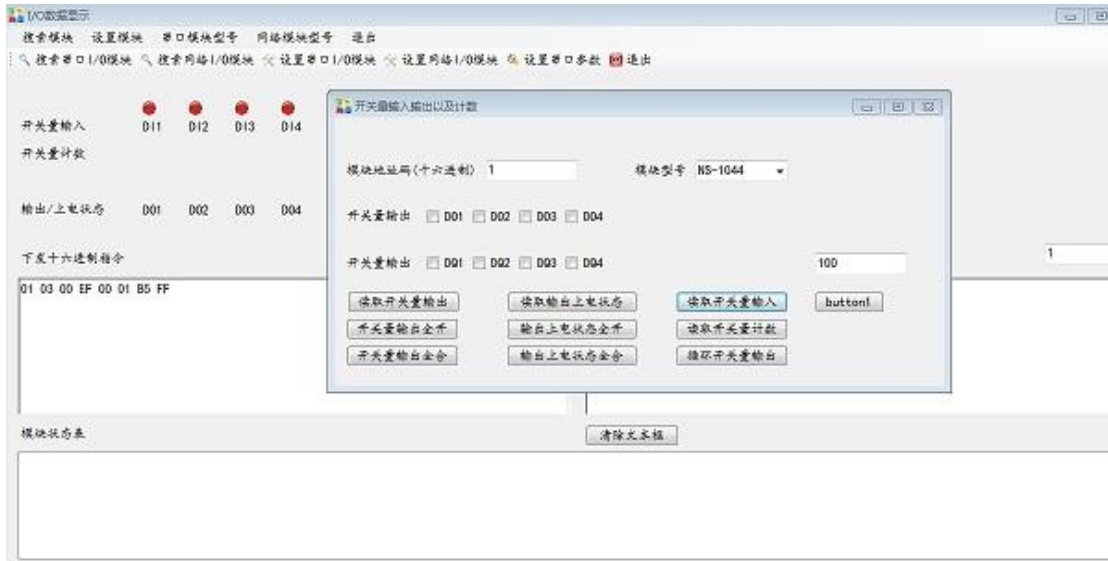 I/O数据显示
搜索模块 设置模块 串口模块型号 网络模块型号 退出
搜索串口I/O模块 搜索网络I/O模块 设置串口I/O模块 设置网络I/O模块 设置串口参数 退出
开关量输入 DI1 DI2 DI3 DI4
开关量计数
输出/上电状态 DO1 DO2 DO3 DO4
下发十六进制指令
1
01 03 00 EF 00 01 B5 FF
开关量输入输出以及计数
模块地址码(十六进制) 1 模块型号 NS-1044
开关量输出 DO1 DO2 DO3 DO4
开关量输出 DO1 DO2 DO3 DO4 100
读取开关量输出 读取输出上电状态 读取开关量输入 button1
开关量输出全开 输出上电状态全开 读取开关量计数
开关量输出全合 输出上电状态全合 循环开关量输出
模块状态表 清除文本框